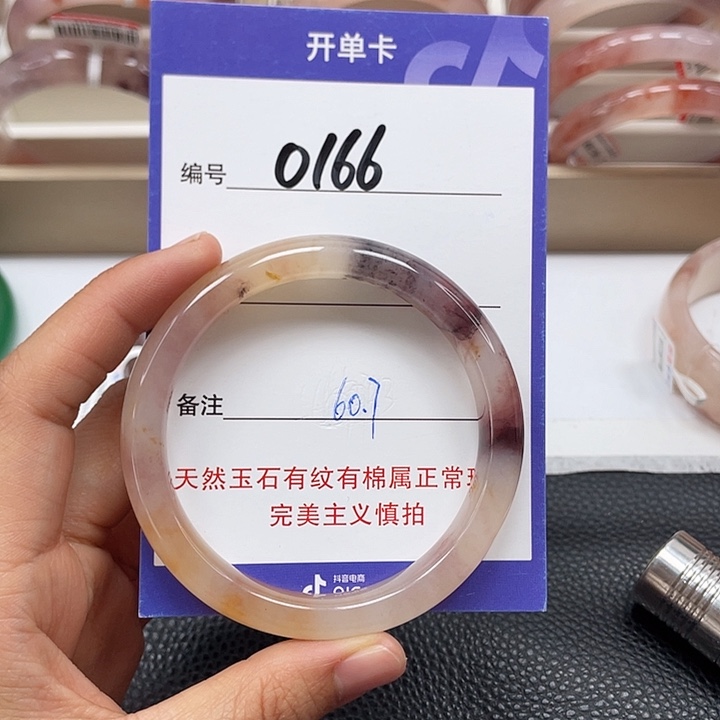 开单卡
编号 0166
备注 60.7
天然玉石有纹有棉属正常
完美主义慎拍
抖音电商